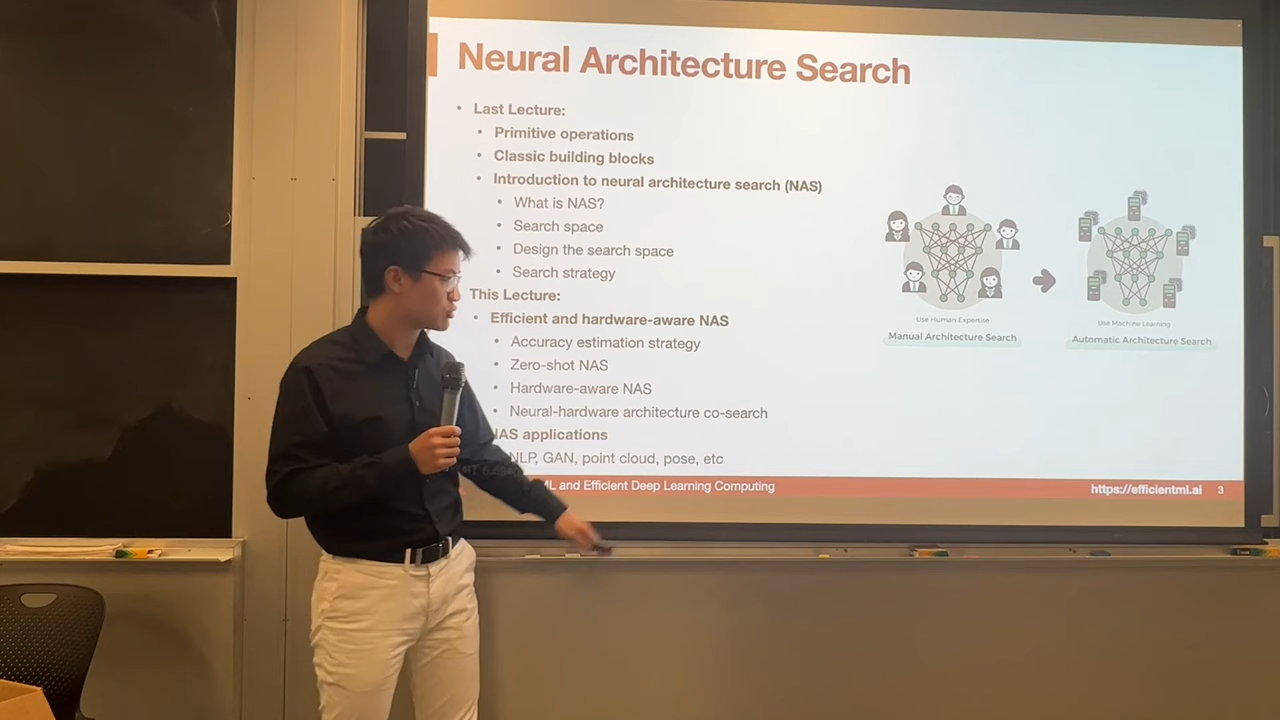 Neural Architecture Search
• Last Lecture:
• Primitive operations
• Classic building blocks
• Introduction to neural architecture search (NAS)
• What is NAS?
• Search space
• Design the search space
• Search strategy
This Lecture:
• Efficient and hardware-aware NAS
• Accuracy estimation strategy
• Zero-shot NAS
• Hardware-aware NAS
• Neural-hardware architecture co-search
NAS applications
NLP, GAN, point cloud, pose, etc
Use Human Expertise
Manual Architecture Search
Use Machine Learning
Automatic Architecture Search
ML and Efficient Deep Learning Computing
https://efficientml.ai
3